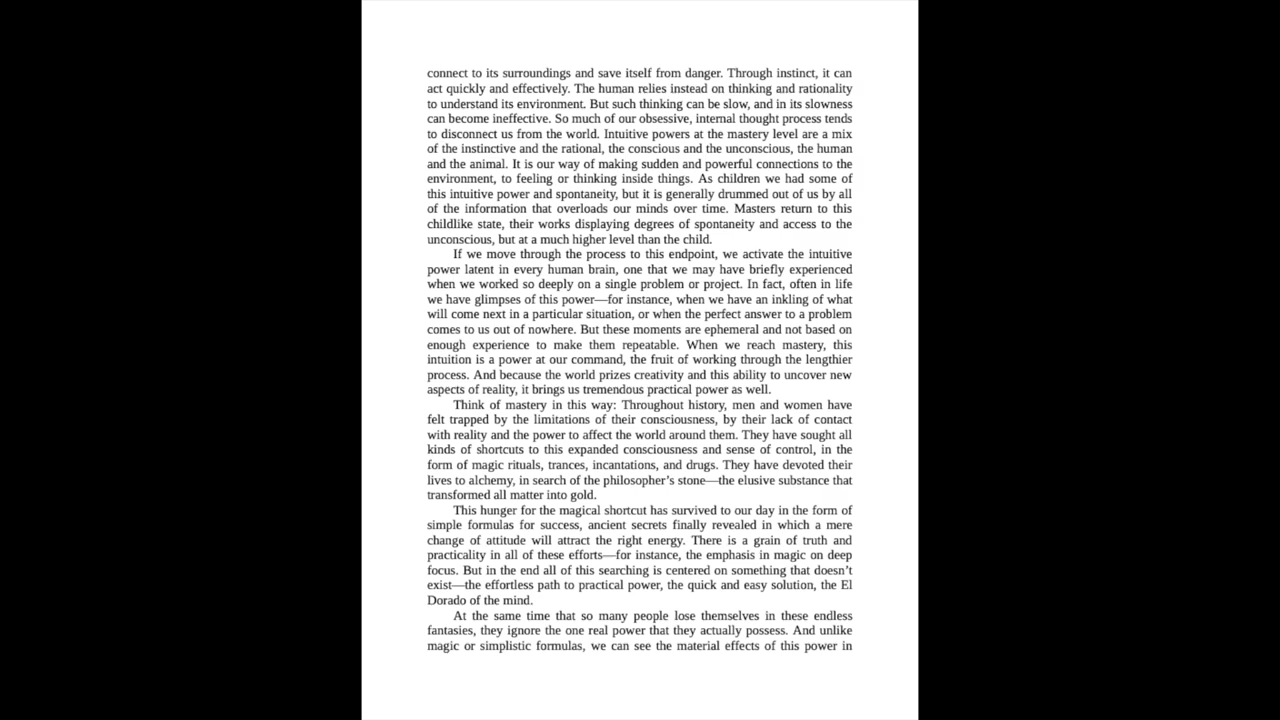 connect to its surroundings and save itself from danger. Through instinct, it can
act quickly and effectively. The human relies instead on thinking and rationality
to understand its environment. But such thinking can be slow, and in its slowness
can become ineffective. So much of our obsessive, internal thought process tends
to disconnect us from the world. Intuitive powers at the mastery level are a mix
of the instinctive and the rational, the conscious and the unconscious, the human
and the animal. It is our way of making sudden and powerful connections to the
environment, to feeling or thinking inside things. As children we had some of
this intuitive power and spontaneity, but it is generally drummed out of us by all
of the information that overloads our minds over time. Masters return to this
childlike state, their works displaying degrees of spontaneity and access to the
unconscious, but at a much higher level than the child.
If we move through the process to this endpoint, we activate the intuitive
power latent in every human brain, one that we may have briefly experienced
when we worked so deeply on a single problem or project. In fact, often in life
we have glimpses of this power—for instance, when we have an inkling of what
will come next in a particular situation, or when the perfect answer to a problem
comes to us out of nowhere. But these moments are ephemeral and not based on
enough experience to make them repeatable. When we reach mastery, this
intuition is a power at our command, the fruit of working through the lengthier
process. And because the world prizes creativity and this ability to uncover new
aspects of reality, it brings us tremendous practical power as well.
Think of mastery in this way: Throughout history, men and women have
felt trapped by the limitations of their consciousness, by their lack of contact
with reality and the power to affect the world around them. They have sought all
kinds of shortcuts to this expanded consciousness and sense of control, in the
form of magic rituals, trances, incantations, and drugs. They have devoted their
lives to alchemy, in search of the philosopher’s stone—the elusive substance that
transformed all matter into gold.
This hunger for the magical shortcut has survived to our day in the form of
simple formulas for success, ancient secrets finally revealed in which a mere
change of attitude will attract the right energy. There is a grain of truth and
practicality in all of these efforts—for instance, the emphasis in magic on deep
focus. But in the end all of this searching is centered on something that doesn’t
exist—the effortless path to practical power, the quick and easy solution, the El
Dorado of the mind.
At the same time that so many people lose themselves in these endless
fantasies, they ignore the one real power that they actually possess. And unlike
magic or simplistic formulas, we can see the material effects of this power in